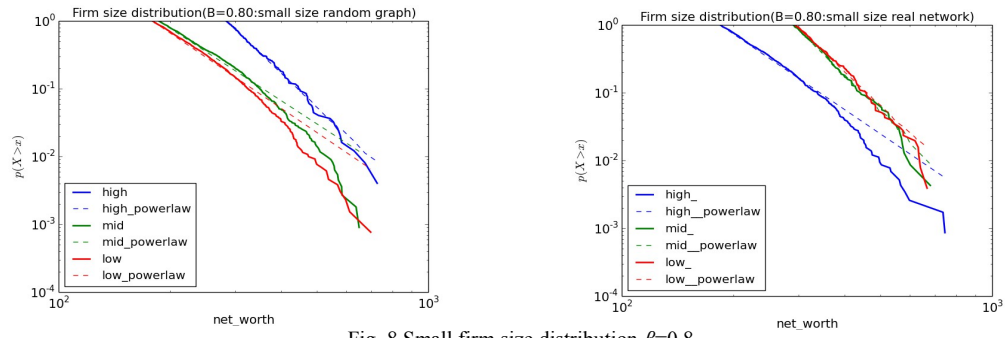 Firm size distribution(B=0.80:small size random graph)
10^0
10^-1
10^-2
10^-3
10^-4
p(X>x)
high
high_powerlaw
mid
mid_powerlaw
low
low_powerlaw
10^2
10^3
net_worth
Firm size distribution(B=0.80:small size real network)
10^0
10^-1
10^-2
10^-3
10^-4
p(X>x)
high_
high__powerlaw
mid_
mid__powerlaw
low_
low__powerlaw
10^2
10^3
net_worth
Fig. 8 Small firm size distribution β=0.8